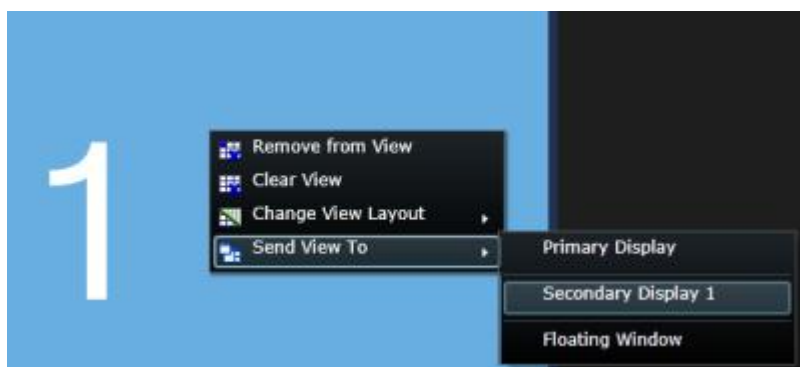 1
Remove from View
Clear View
Change View Layout
Send View To
Primary Display
Secondary Display 1
Floating Window